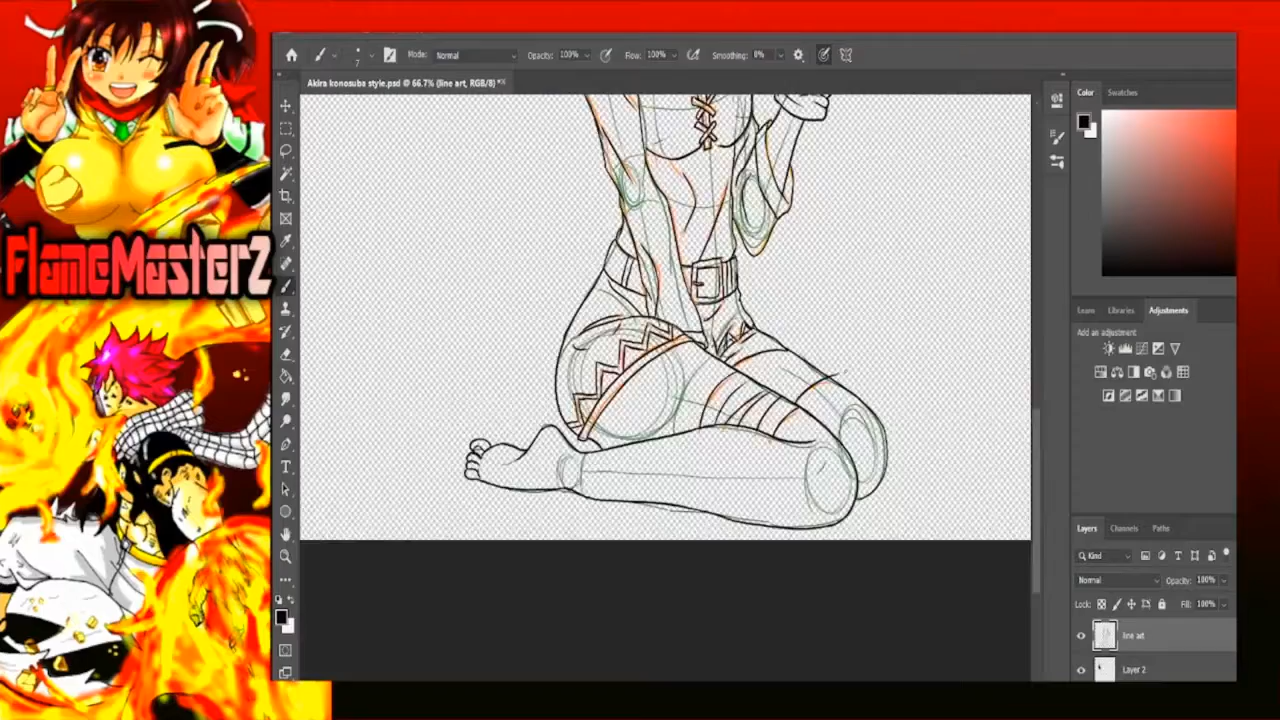 FlameMasterZ
Mode: Normal Opacity: 100% Flow: 100% Smoothing: 0%
7
Akira konosuba style.psd @ 66.7% (line art, RGB/8) *
Color Swatches
Learn Libraries Adjustments
Add an adjustment
Layers Channels Paths
Kind
Normal Opacity: 100%
Lock: Fill: 100%
line art
Layer 2